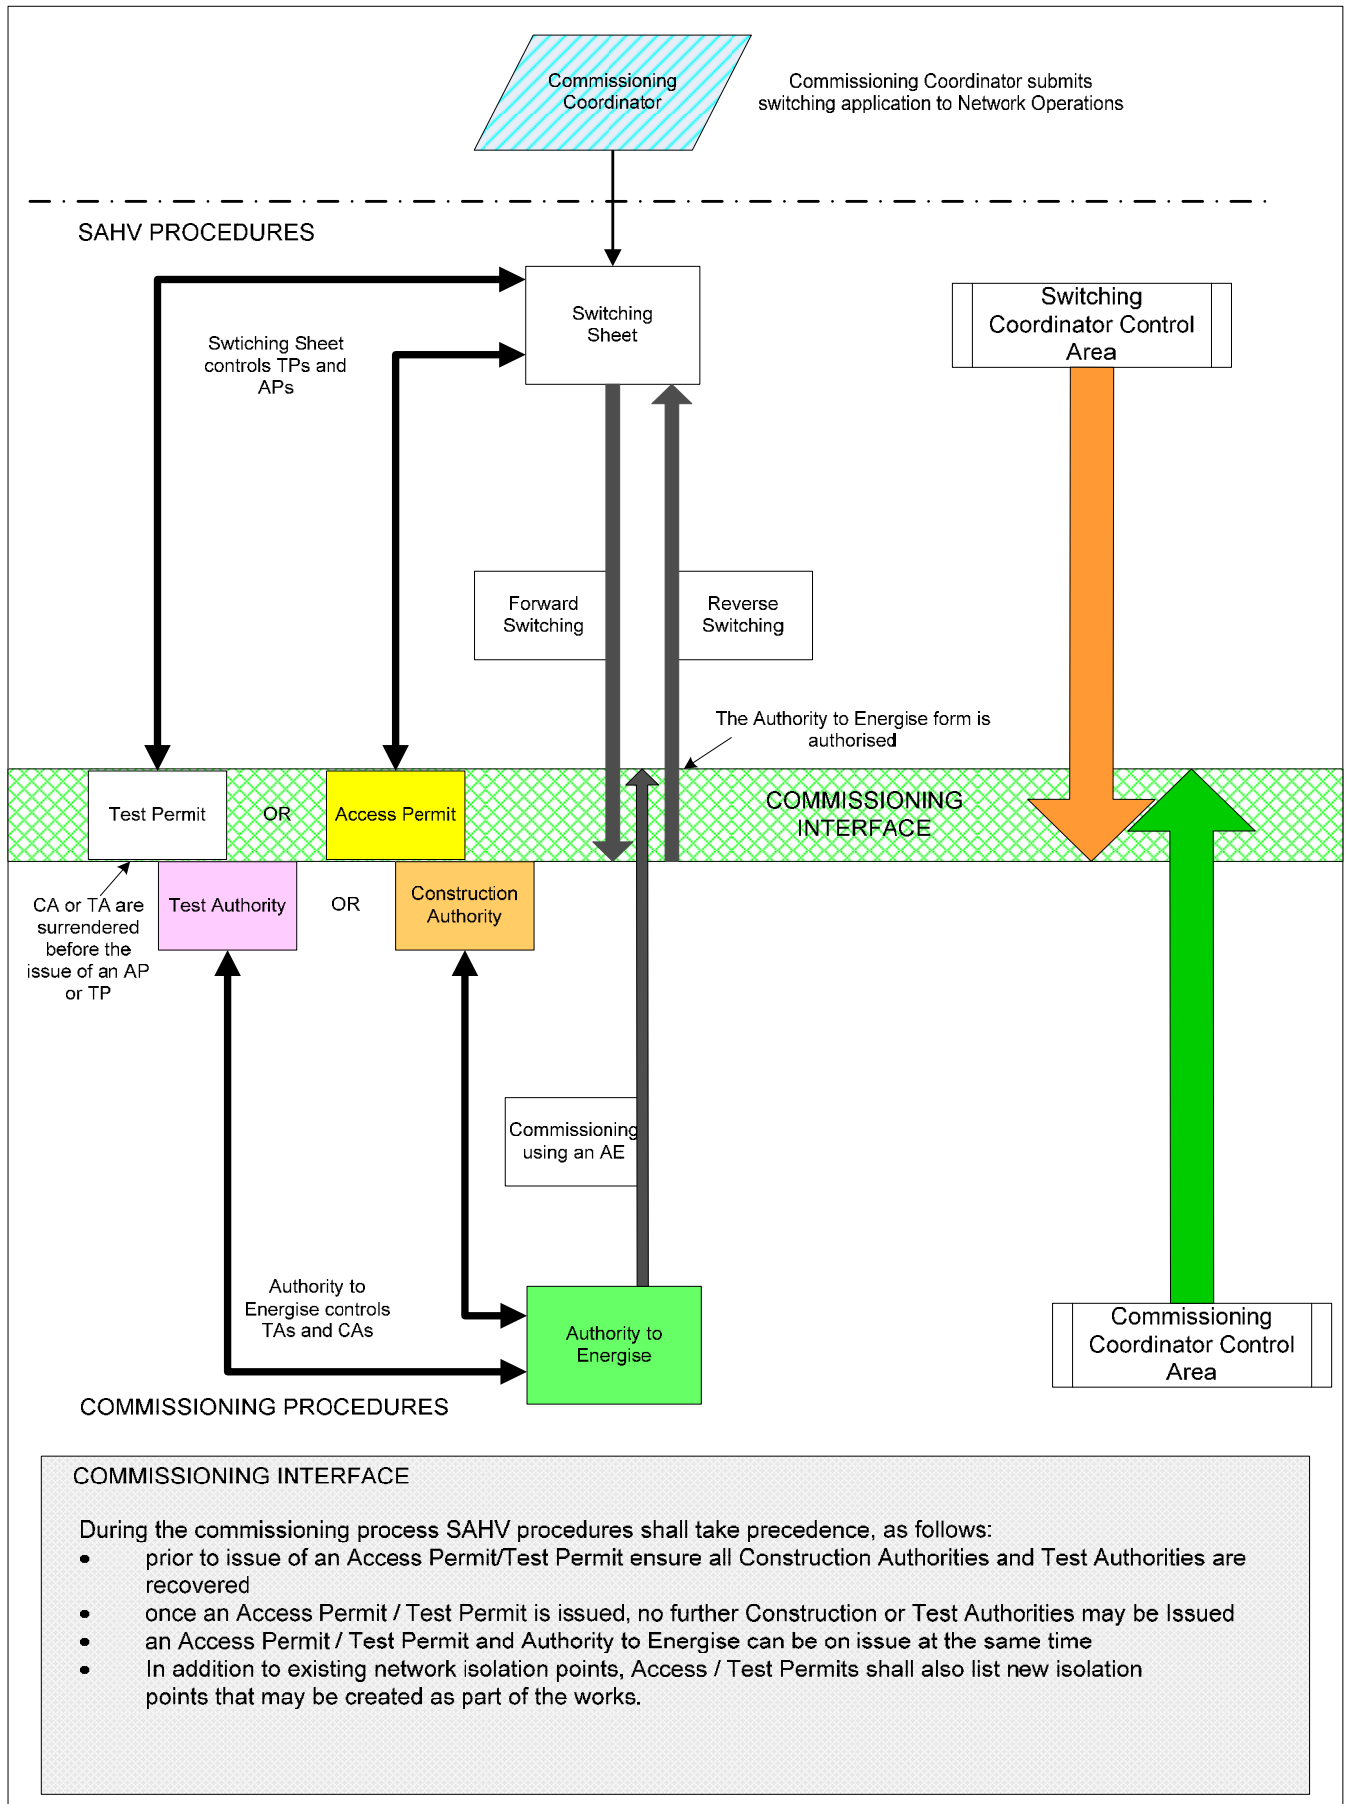 Commissioning
Coordinator
Commissioning Coordinator submits
switching application to Network Operations
SAHV PROCEDURES
Switching
Sheet
Switching
Coordinator Control
Area
Swtiching Sheet
controls TPs and
APs
Forward
Switching
Reverse
Switching
The Authority to Energise form is
authorised
Test Permit
OR
Access Permit
COMMISSIONING
INTERFACE
CA or TA are
surrendered
before the
issue of an AP
or TP
Test Authority
OR
Construction
Authority
Commissioning
using an AE
Authority to
Energise controls
TAs and CAs
Authority to
Energise
Commissioning
Coordinator Control
Area
COMMISSIONING PROCEDURES
COMMISSIONING INTERFACE
During the commissioning process SAHV procedures shall take precedence, as follows:
• prior to issue of an Access Permit/Test Permit ensure all Construction Authorities and Test Authorities are
recovered
• once an Access Permit / Test Permit is issued, no further Construction or Test Authorities may be Issued
• an Access Permit / Test Permit and Authority to Energise can be on issue at the same time
• In addition to existing network isolation points, Access / Test Permits shall also list new isolation
points that may be created as part of the works.